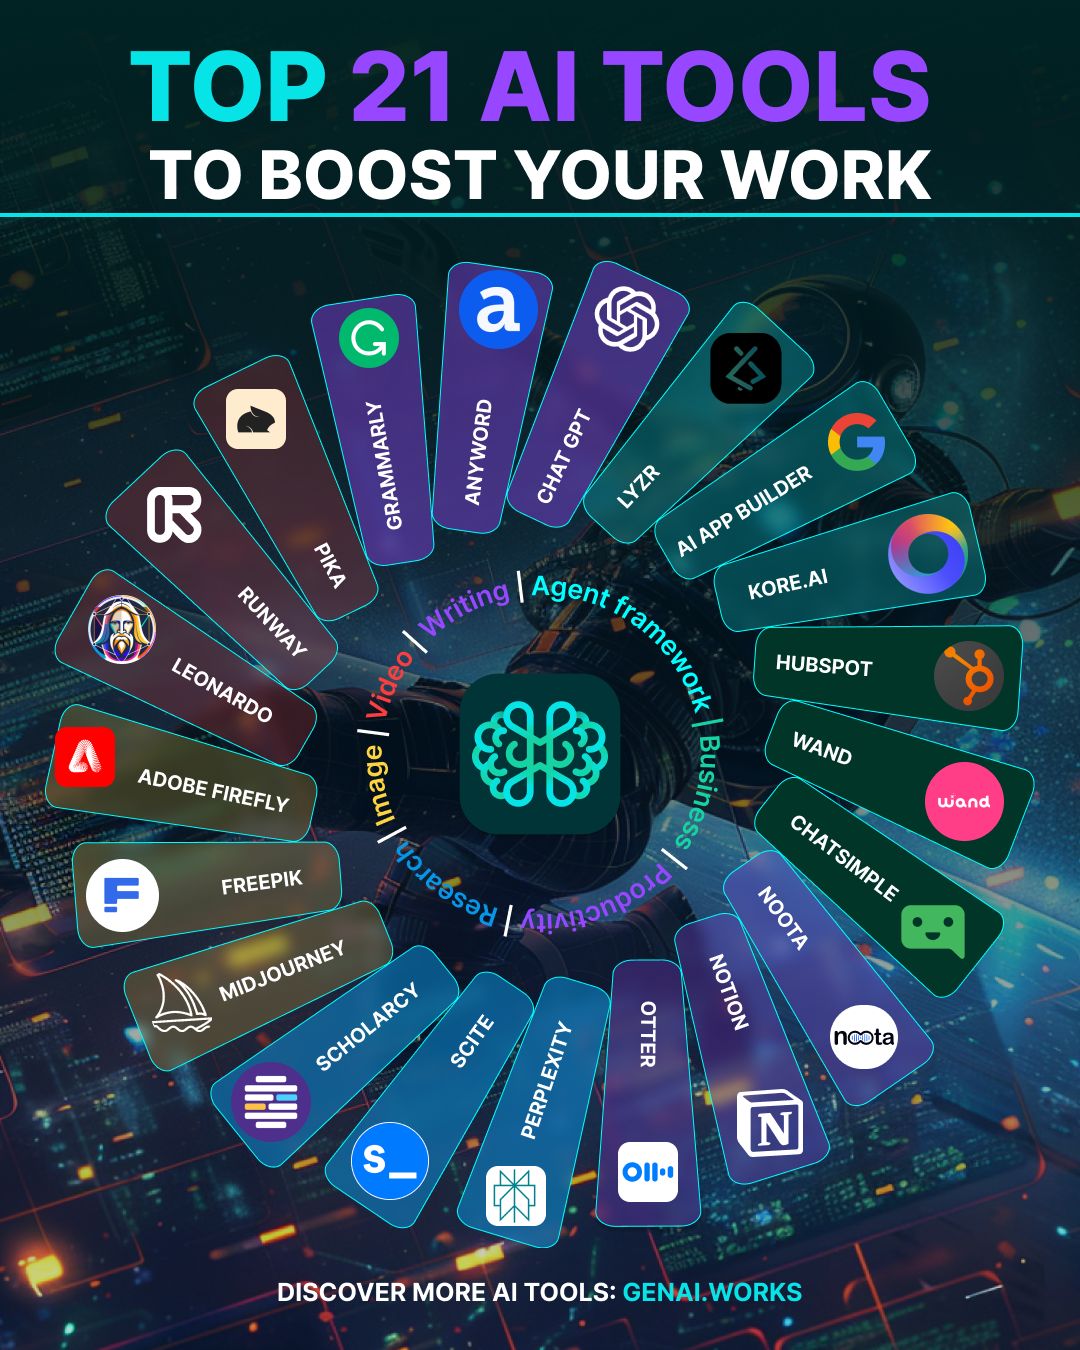 TOP 21 AI TOOLS
TO BOOST YOUR WORK
GRAMMARLY
a
ANYWORD
CHAT GPT
LYZR
G
AI APP BUILDER
KORE.AI
HUBSPOT
WAND
wand
CHATSIMPLE
NOOTA
noota
NOTION
N
OTTER
PERPLEXITY
SCITE
s_
SCHOLARCY
MIDJOURNEY
FREEPIK
F
ADOBE FIREFLY
LEONARDO
RUNWAY
R
PIKA
G
Writing
Agent framework
Business
Productivity
Research
Image
Video
DISCOVER MORE AI TOOLS: GENAI.WORKS